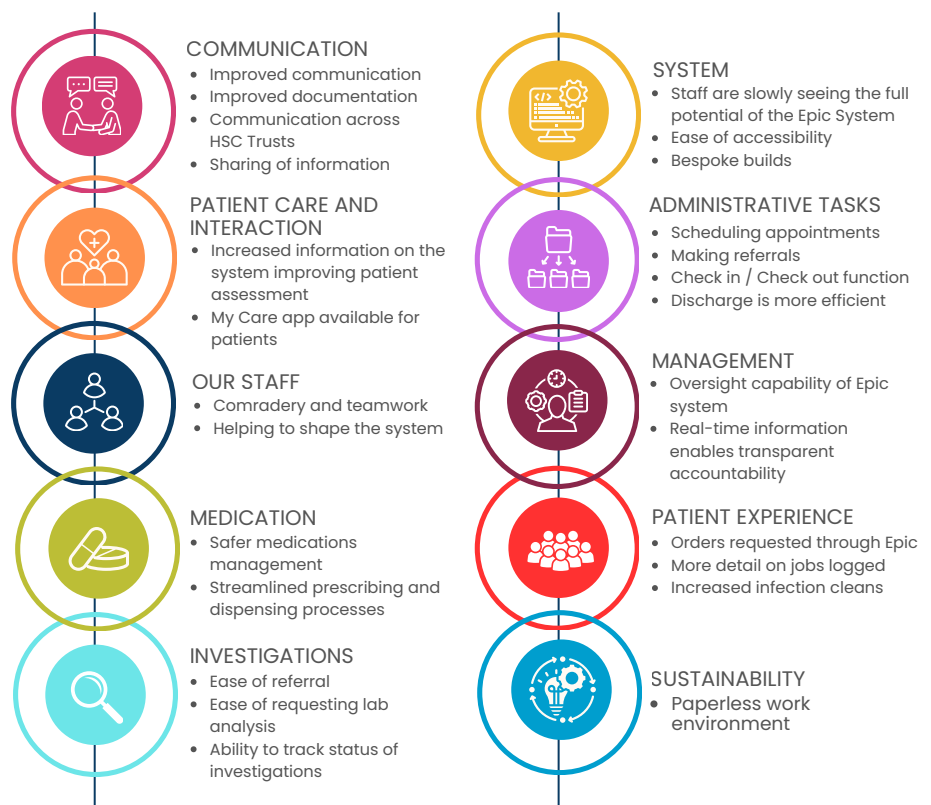 COMMUNICATION
• Improved communication
• Improved documentation
• Communication across
HSC Trusts
• Sharing of information
PATIENT CARE AND
INTERACTION
• Increased information on the
system improving patient
assessment
• My Care app available for
patients
OUR STAFF
• Comradery and teamwork
• Helping to shape the system
MEDICATION
• Safer medications
management
• Streamlined prescribing and
dispensing processes
INVESTIGATIONS
• Ease of referral
• Ease of requesting lab
analysis
• Ability to track status of
investigations
SYSTEM
• Staff are slowly seeing the full
potential of the Epic System
• Ease of accessibility
• Bespoke builds
ADMINISTRATIVE TASKS
• Scheduling appointments
• Making referrals
• Check in / Check out function
• Discharge is more efficient
MANAGEMENT
• Oversight capability of Epic
system
• Real-time information
enables transparent
accountability
PATIENT EXPERIENCE
• Orders requested through Epic
• More detail on jobs logged
• Increased infection cleans
SUSTAINABILITY
• Paperless work
environment